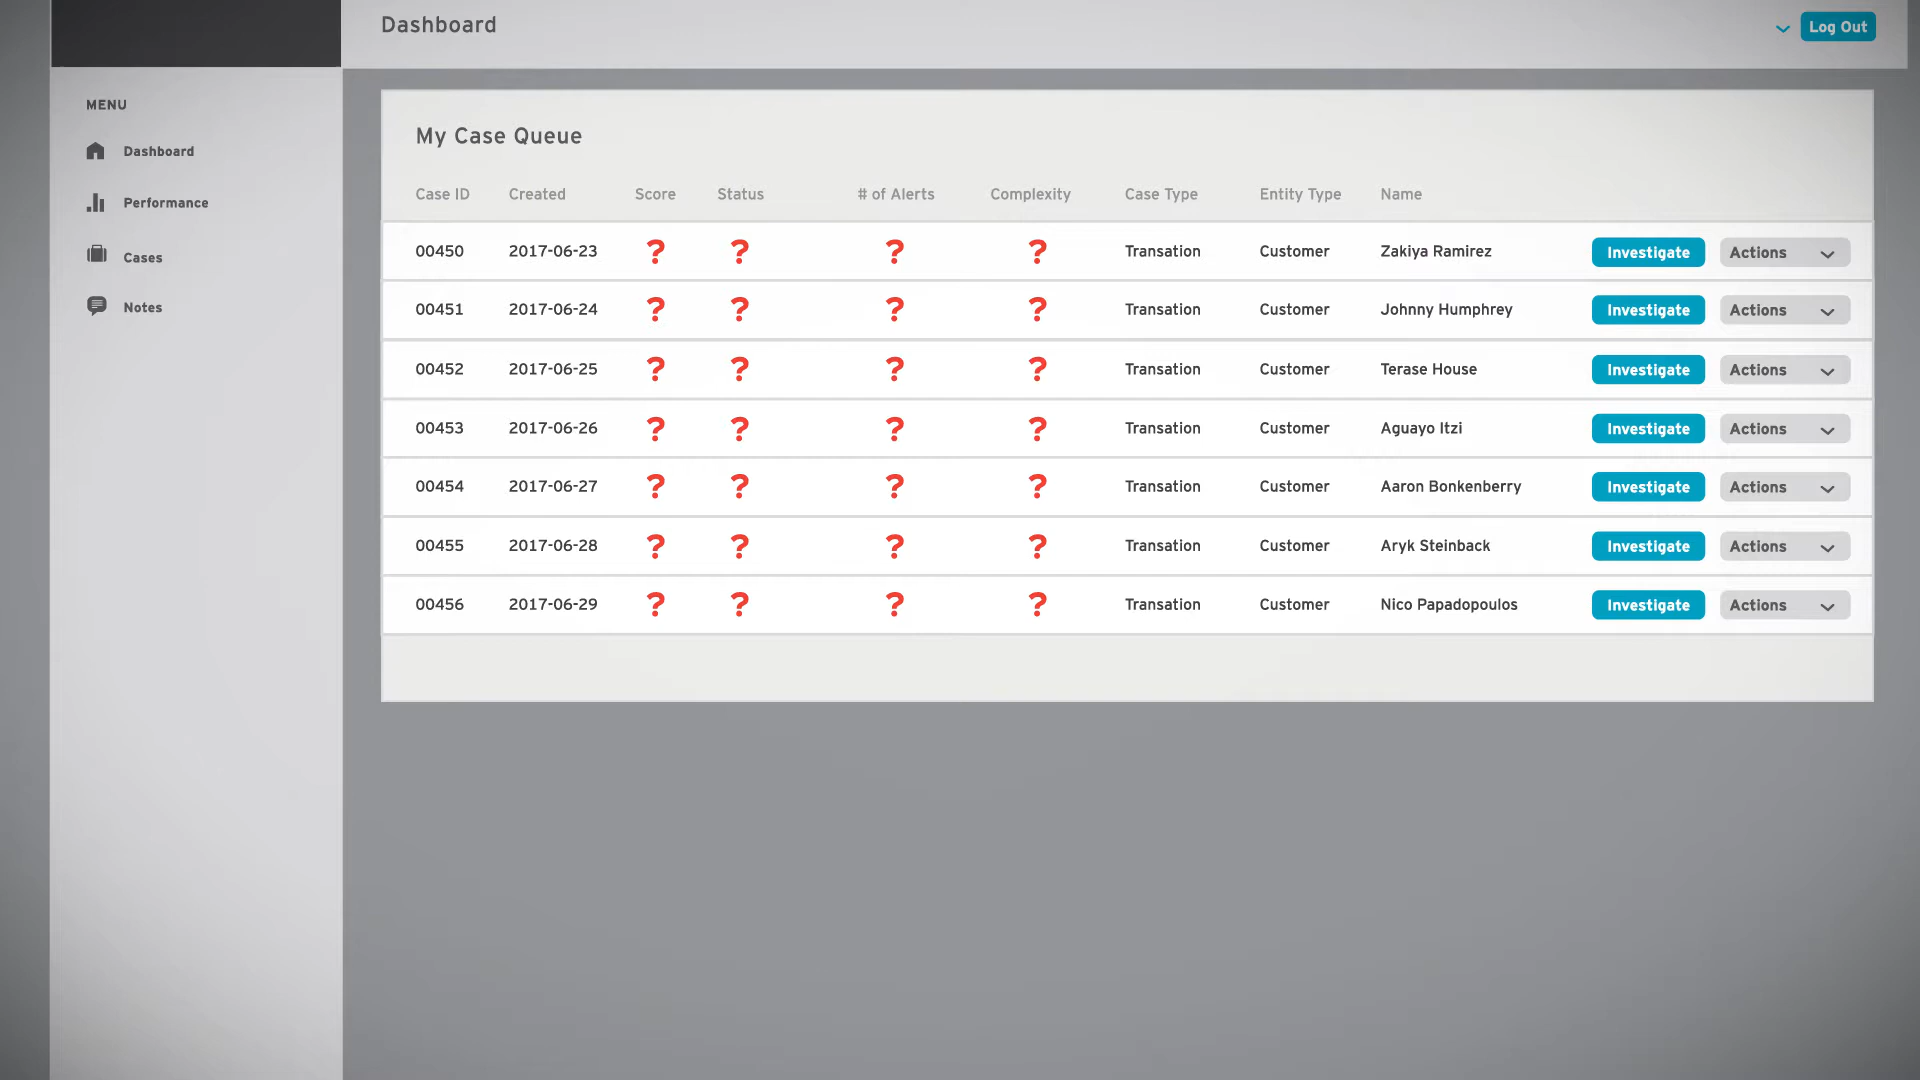 Dashboard
Log Out
MENU
Dashboard
Performance
Cases
Notes
My Case Queue
Case ID Created Score Status # of Alerts Complexity Case Type Entity Type Name
00450 2017-06-23 ? ? ? ? Transation Customer Zakiya Ramirez Investigate Actions
00451 2017-06-24 ? ? ? ? Transation Customer Johnny Humphrey Investigate Actions
00452 2017-06-25 ? ? ? ? Transation Customer Terase House Investigate Actions
00453 2017-06-26 ? ? ? ? Transation Customer Aguayo Itzi Investigate Actions
00454 2017-06-27 ? ? ? ? Transation Customer Aaron Bonkenberry Investigate Actions
00455 2017-06-28 ? ? ? ? Transation Customer Aryk Steinback Investigate Actions
00456 2017-06-29 ? ? ? ? Transation Customer Nico Papadopoulos Investigate Actions